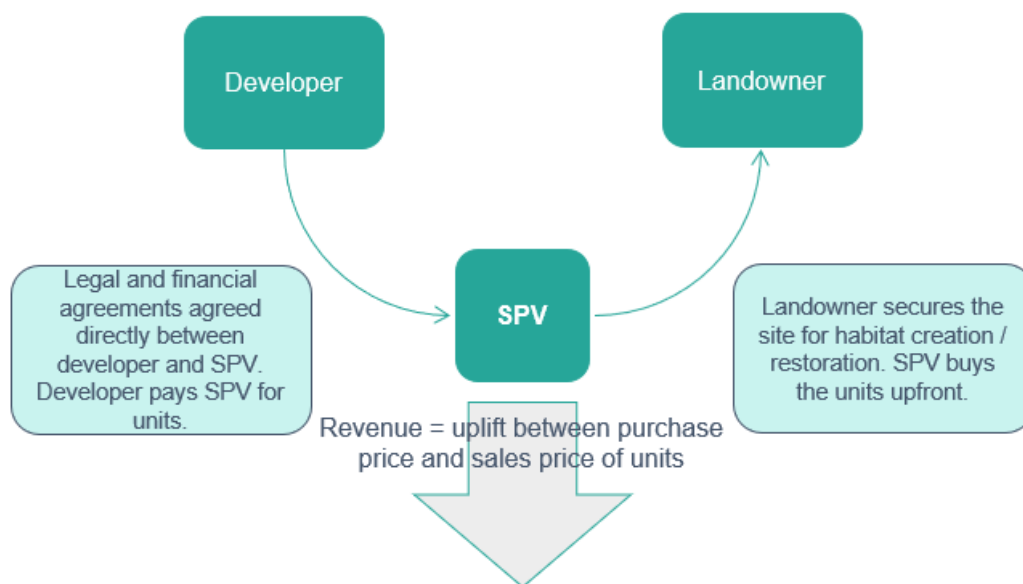 Developer
Landowner
Legal and financial
agreements agreed
directly between
developer and SPV.
Developer pays SPV for
units.
SPV
Landowner secures the
site for habitat creation /
restoration. SPV buys
the units upfront.
Revenue = uplift between purchase
price and sales price of units